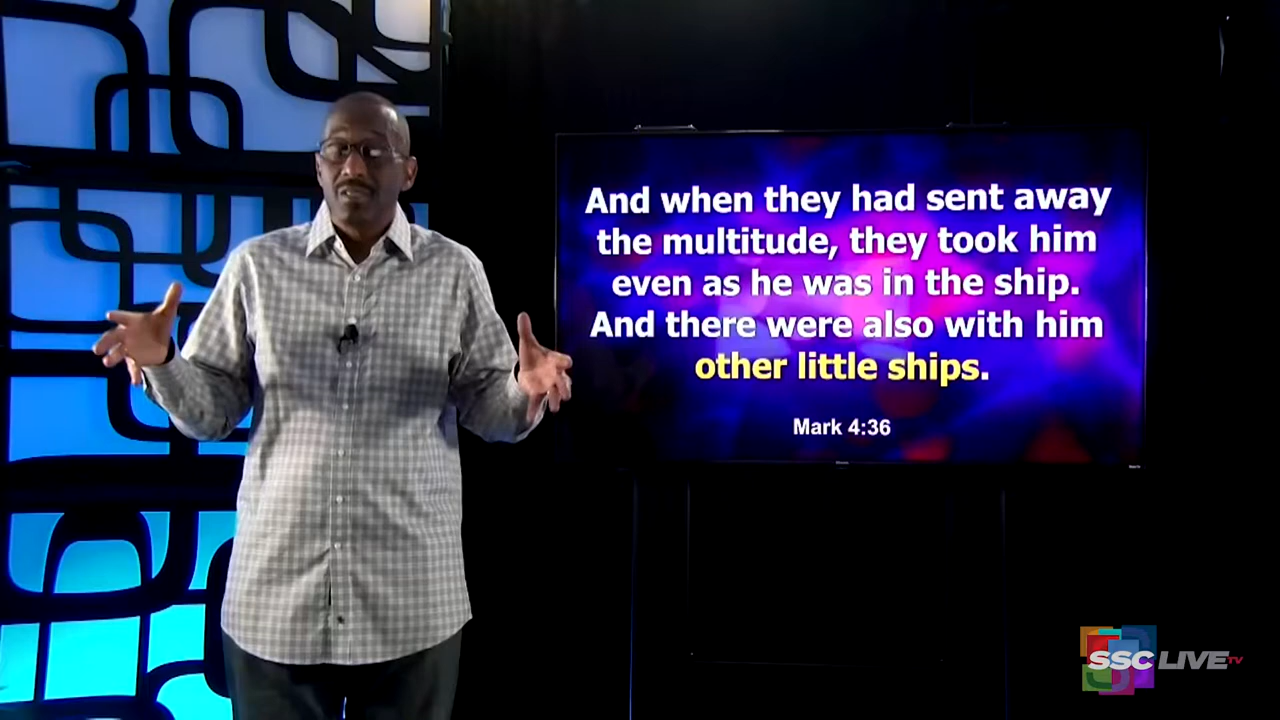 And when they had sent away
the multitude, they took him
even as he was in the ship.
And there were also with him
other little ships.
Mark 4:36
SSC LIVE TV